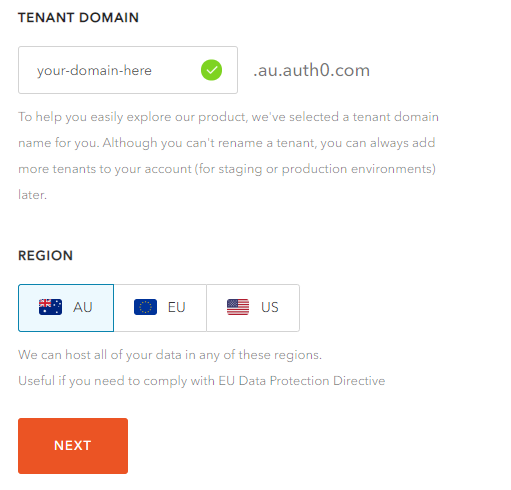 TENANT DOMAIN
your-domain-here .au.auth0.com
To help you easily explore our product, we've selected a tenant domain
name for you. Although you can't rename a tenant, you can always add
more tenants to your account (for staging or production environments)
later.
REGION
AU EU US
We can host all of your data in any of these regions.
Useful if you need to comply with EU Data Protection Directive
NEXT